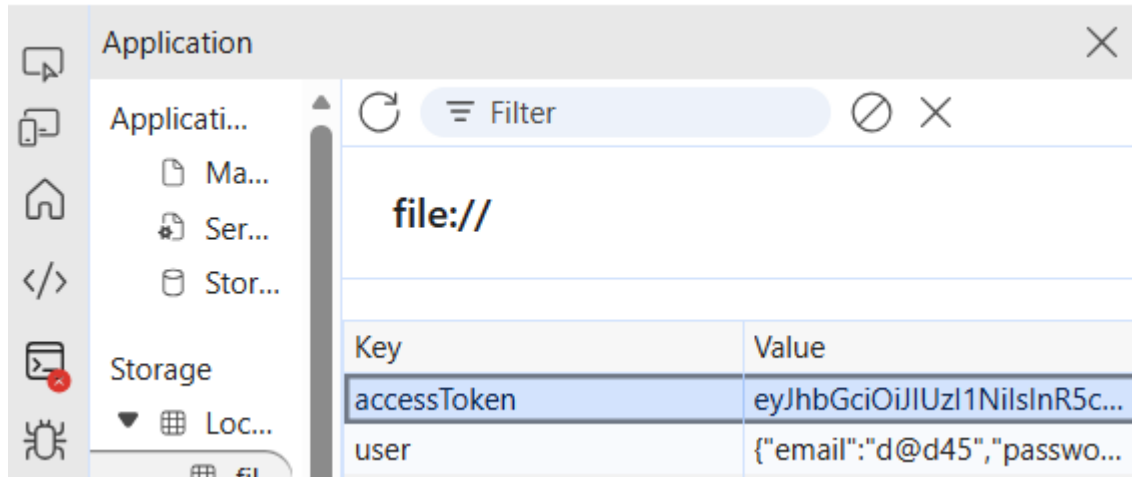 Application
Applicati...
Ma...
Ser...
Stor...
Storage
Loc...
Filter
file://
Key Value
accessToken eyJhbGciOiJIUzI1NiIsInR5c...
user {"email":"d@d45","passwo...